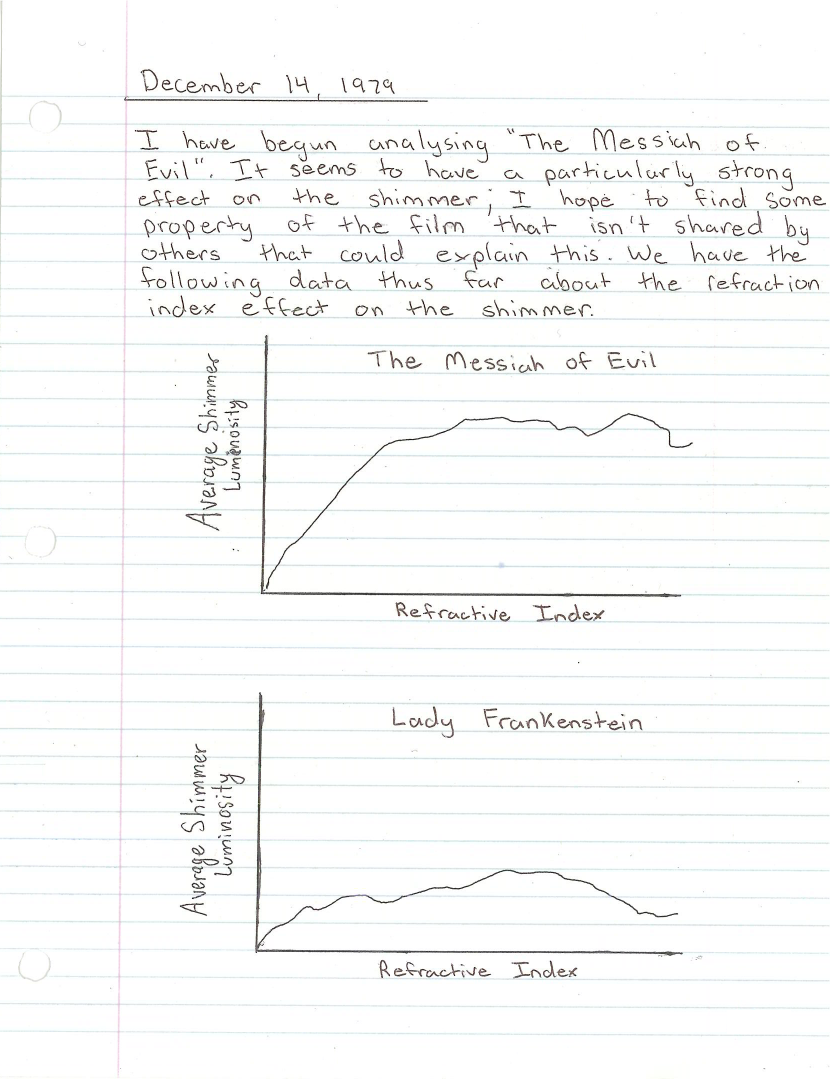 December 14, 1979
I have begun analysing "The Messiah of
Evil". It seems to have a particularly strong
effect on the shimmer; I hope to find some
property of the film that isn't shared by
others that could explain this. We have the
following data thus far about the refraction
index effect on the shimmer.
The Messiah of Evil
Average Shimmer
Luminosity
Refractive Index
Lady Frankenstein
Average Shimmer
Luminosity
Refractive Index